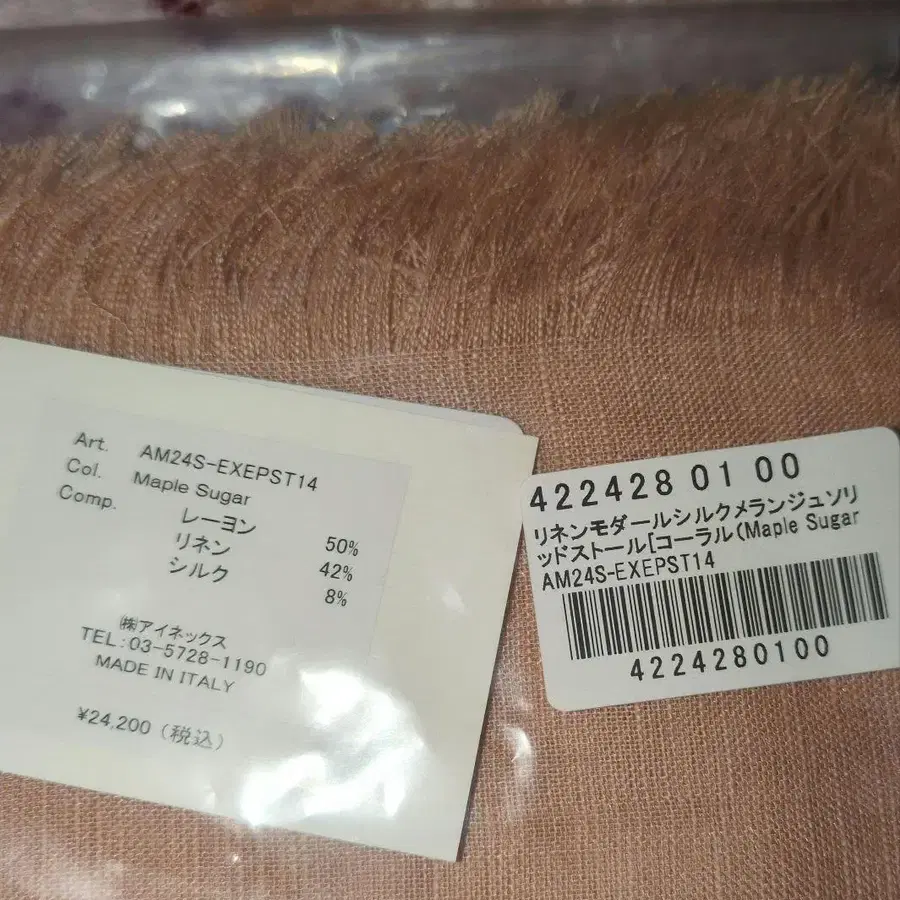 Art. AM24S-EXEPST14
Col. Maple Sugar
Comp.
レーヨン 50%
リネン 42%
シルク 8%
㈱アイネックス
TEL:03-5728-1190
MADE IN ITALY
¥24,200(税込)
422428 01 00
リネンモダールシルクメランジュソリ
ッドストール[コーラル(Maple Sugar
AM24S-EXEPST14
4224280100